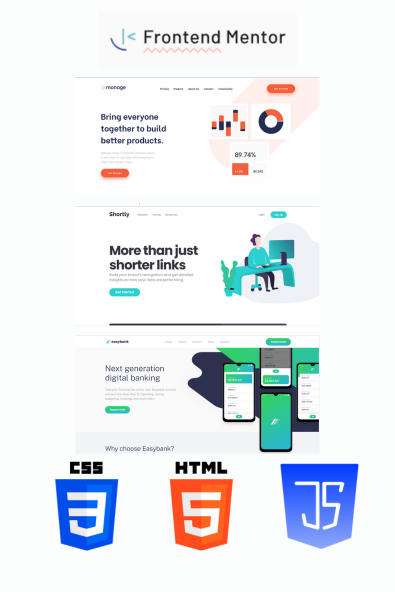 Frontend Mentor
manage
Pricing Product About Us Careers Community
Get Started
Bring everyone
together to build
better products.
Get Started
89.74%
Shortly
Features Pricing Resources
Login Sign Up
More than just
shorter links
Build your brand's recognition and get detailed
insights on how your links are performing.
Get Started
easybank
Home About Contact Blog Careers
Request Invite
Next generation
digital banking
Request Invite
Why choose Easybank?
CSS
HTML
3
5
JS